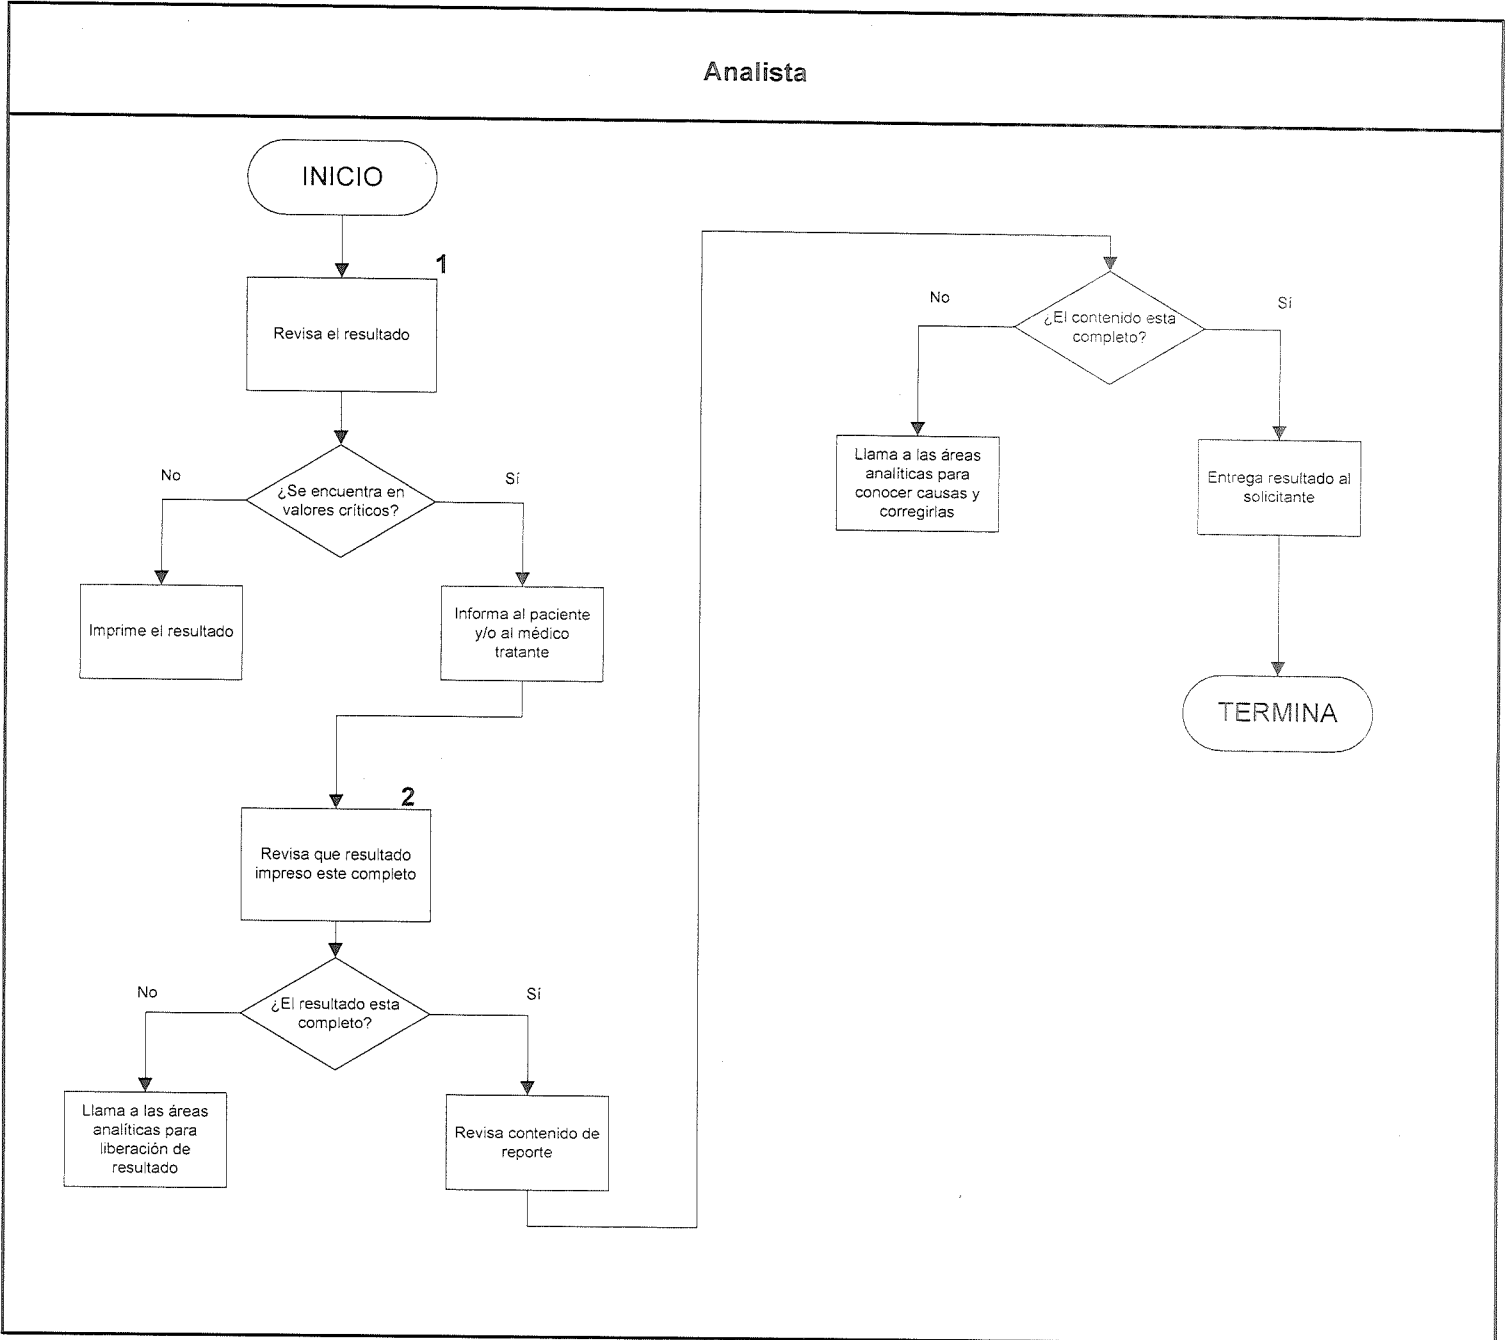 Analista
INICIO
1
Revisa el resultado
No
Sí
¿Se encuentra en
valores críticos?
Imprime el resultado
Informa al paciente
y/o al médico
tratante
2
Revisa que resultado
impreso este completo
No
Sí
¿El resultado esta
completo?
Llama a las áreas
analíticas para
liberación de
resultado
Revisa contenido de
reporte
No
Sí
¿El contenido esta
completo?
Llama a las áreas
analíticas para
conocer causas y
corregirlas
Entrega resultado al
solicitante
TERMINA